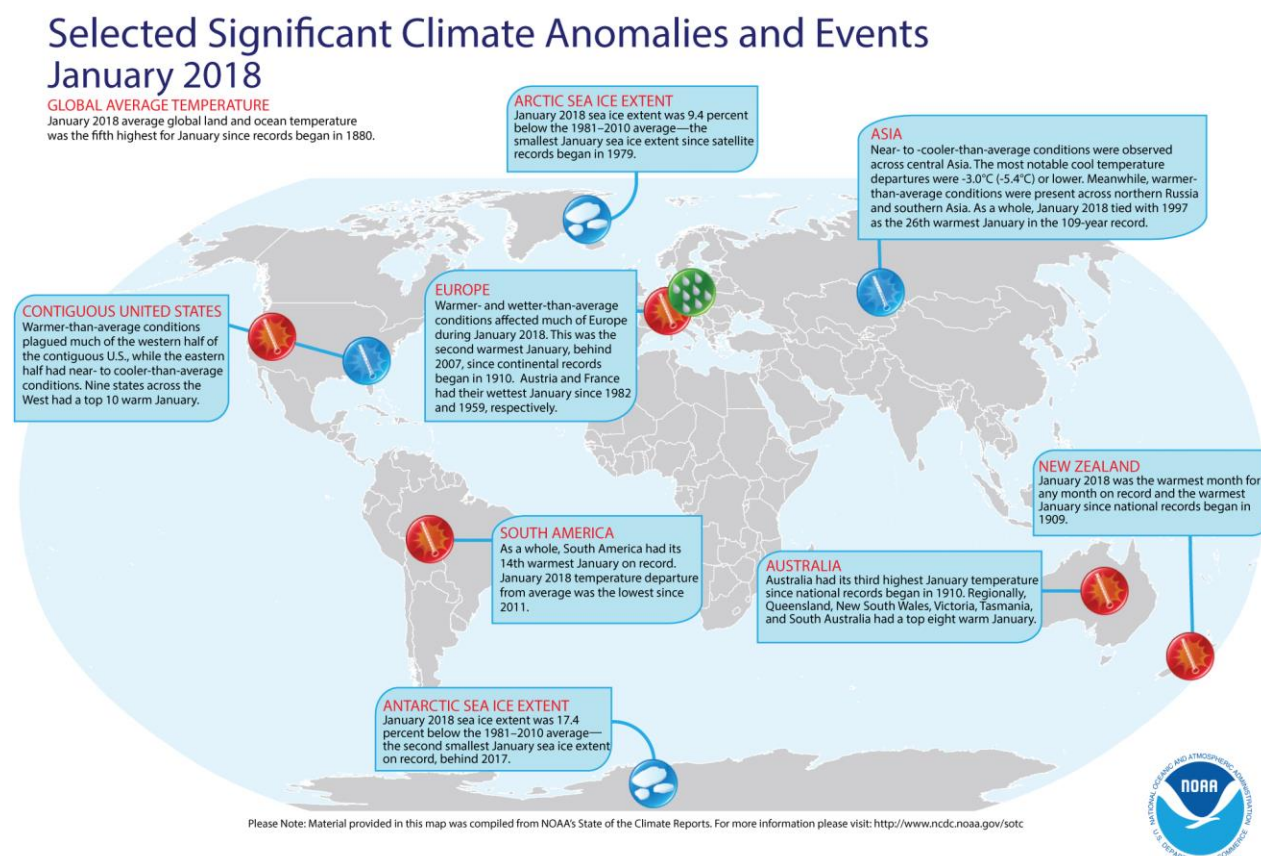 Selected Significant Climate Anomalies and Events
January 2018
GLOBAL AVERAGE TEMPERATURE
January 2018 average global land and ocean temperature
was the fifth highest for January since records began in 1880.
ARCTIC SEA ICE EXTENT
January 2018 sea ice extent was 9.4 percent
below the 1981–2010 average—the
smallest January sea ice extent since satellite
records began in 1979.
ASIA
Near- to -cooler-than-average conditions were observed
across central Asia. The most notable cool temperature
departures were -3.0°C (-5.4°C) or lower. Meanwhile, warmer-
than-average conditions were present across northern Russia
and southern Asia. As a whole, January 2018 tied with 1997
as the 26th warmest January in the 109-year record.
CONTIGUOUS UNITED STATES
Warmer-than-average conditions
plagued much of the western half of
the contiguous U.S., while the eastern
half had near- to cooler-than-average
conditions. Nine states across the
West had a top 10 warm January.
EUROPE
Warmer- and wetter-than-average
conditions affected much of Europe
during January 2018. This was the
second warmest January, behind
2007, since continental records
began in 1910. Austria and France
had their wettest January since 1982
and 1959, respectively.
NEW ZEALAND
January 2018 was the warmest month for
any month on record and the warmest
January since national records began in
1909.
SOUTH AMERICA
As a whole, South America had its
14th warmest January on record.
January 2018 temperature departure
from average was the lowest since
2011.
AUSTRALIA
Australia had its third highest January temperature
since national records began in 1910. Regionally,
Queensland, New South Wales, Victoria, Tasmania,
and South Australia had a top eight warm January.
ANTARCTIC SEA ICE EXTENT
January 2018 sea ice extent was 17.4
percent below the 1981–2010 average—
the second smallest January sea ice extent
on record, behind 2017.
Please Note: Material provided in this map was compiled from NOAA's State of the Climate Reports. For more information please visit: http://www.ncdc.noaa.gov/sotc
NATIONAL OCEANIC AND ATMOSPHERIC ADMINISTRATION
NOAA